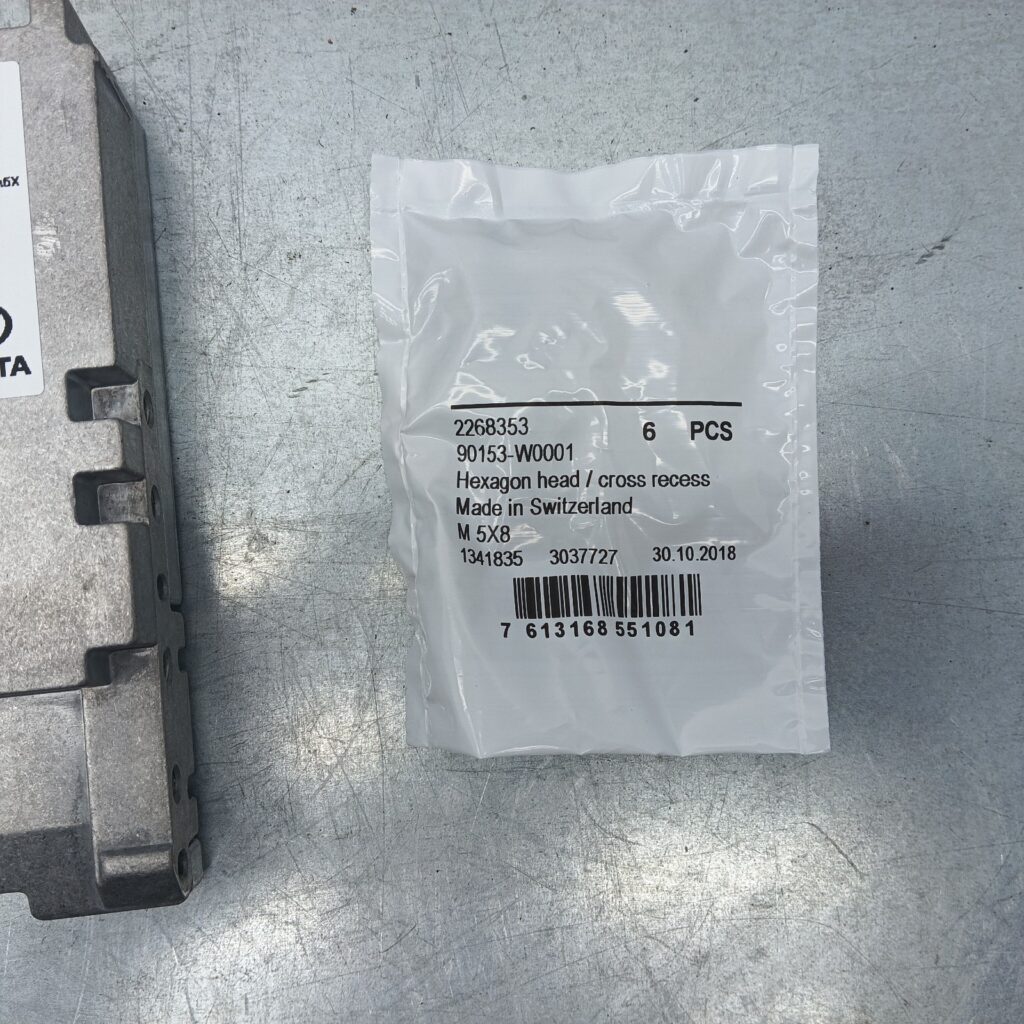 TA
2268353 6 PCS
90153-W0001
Hexagon head / cross recess
Made in Switzerland
M 5X8
1341835 3037727 30.10.2018
7 613168 551081